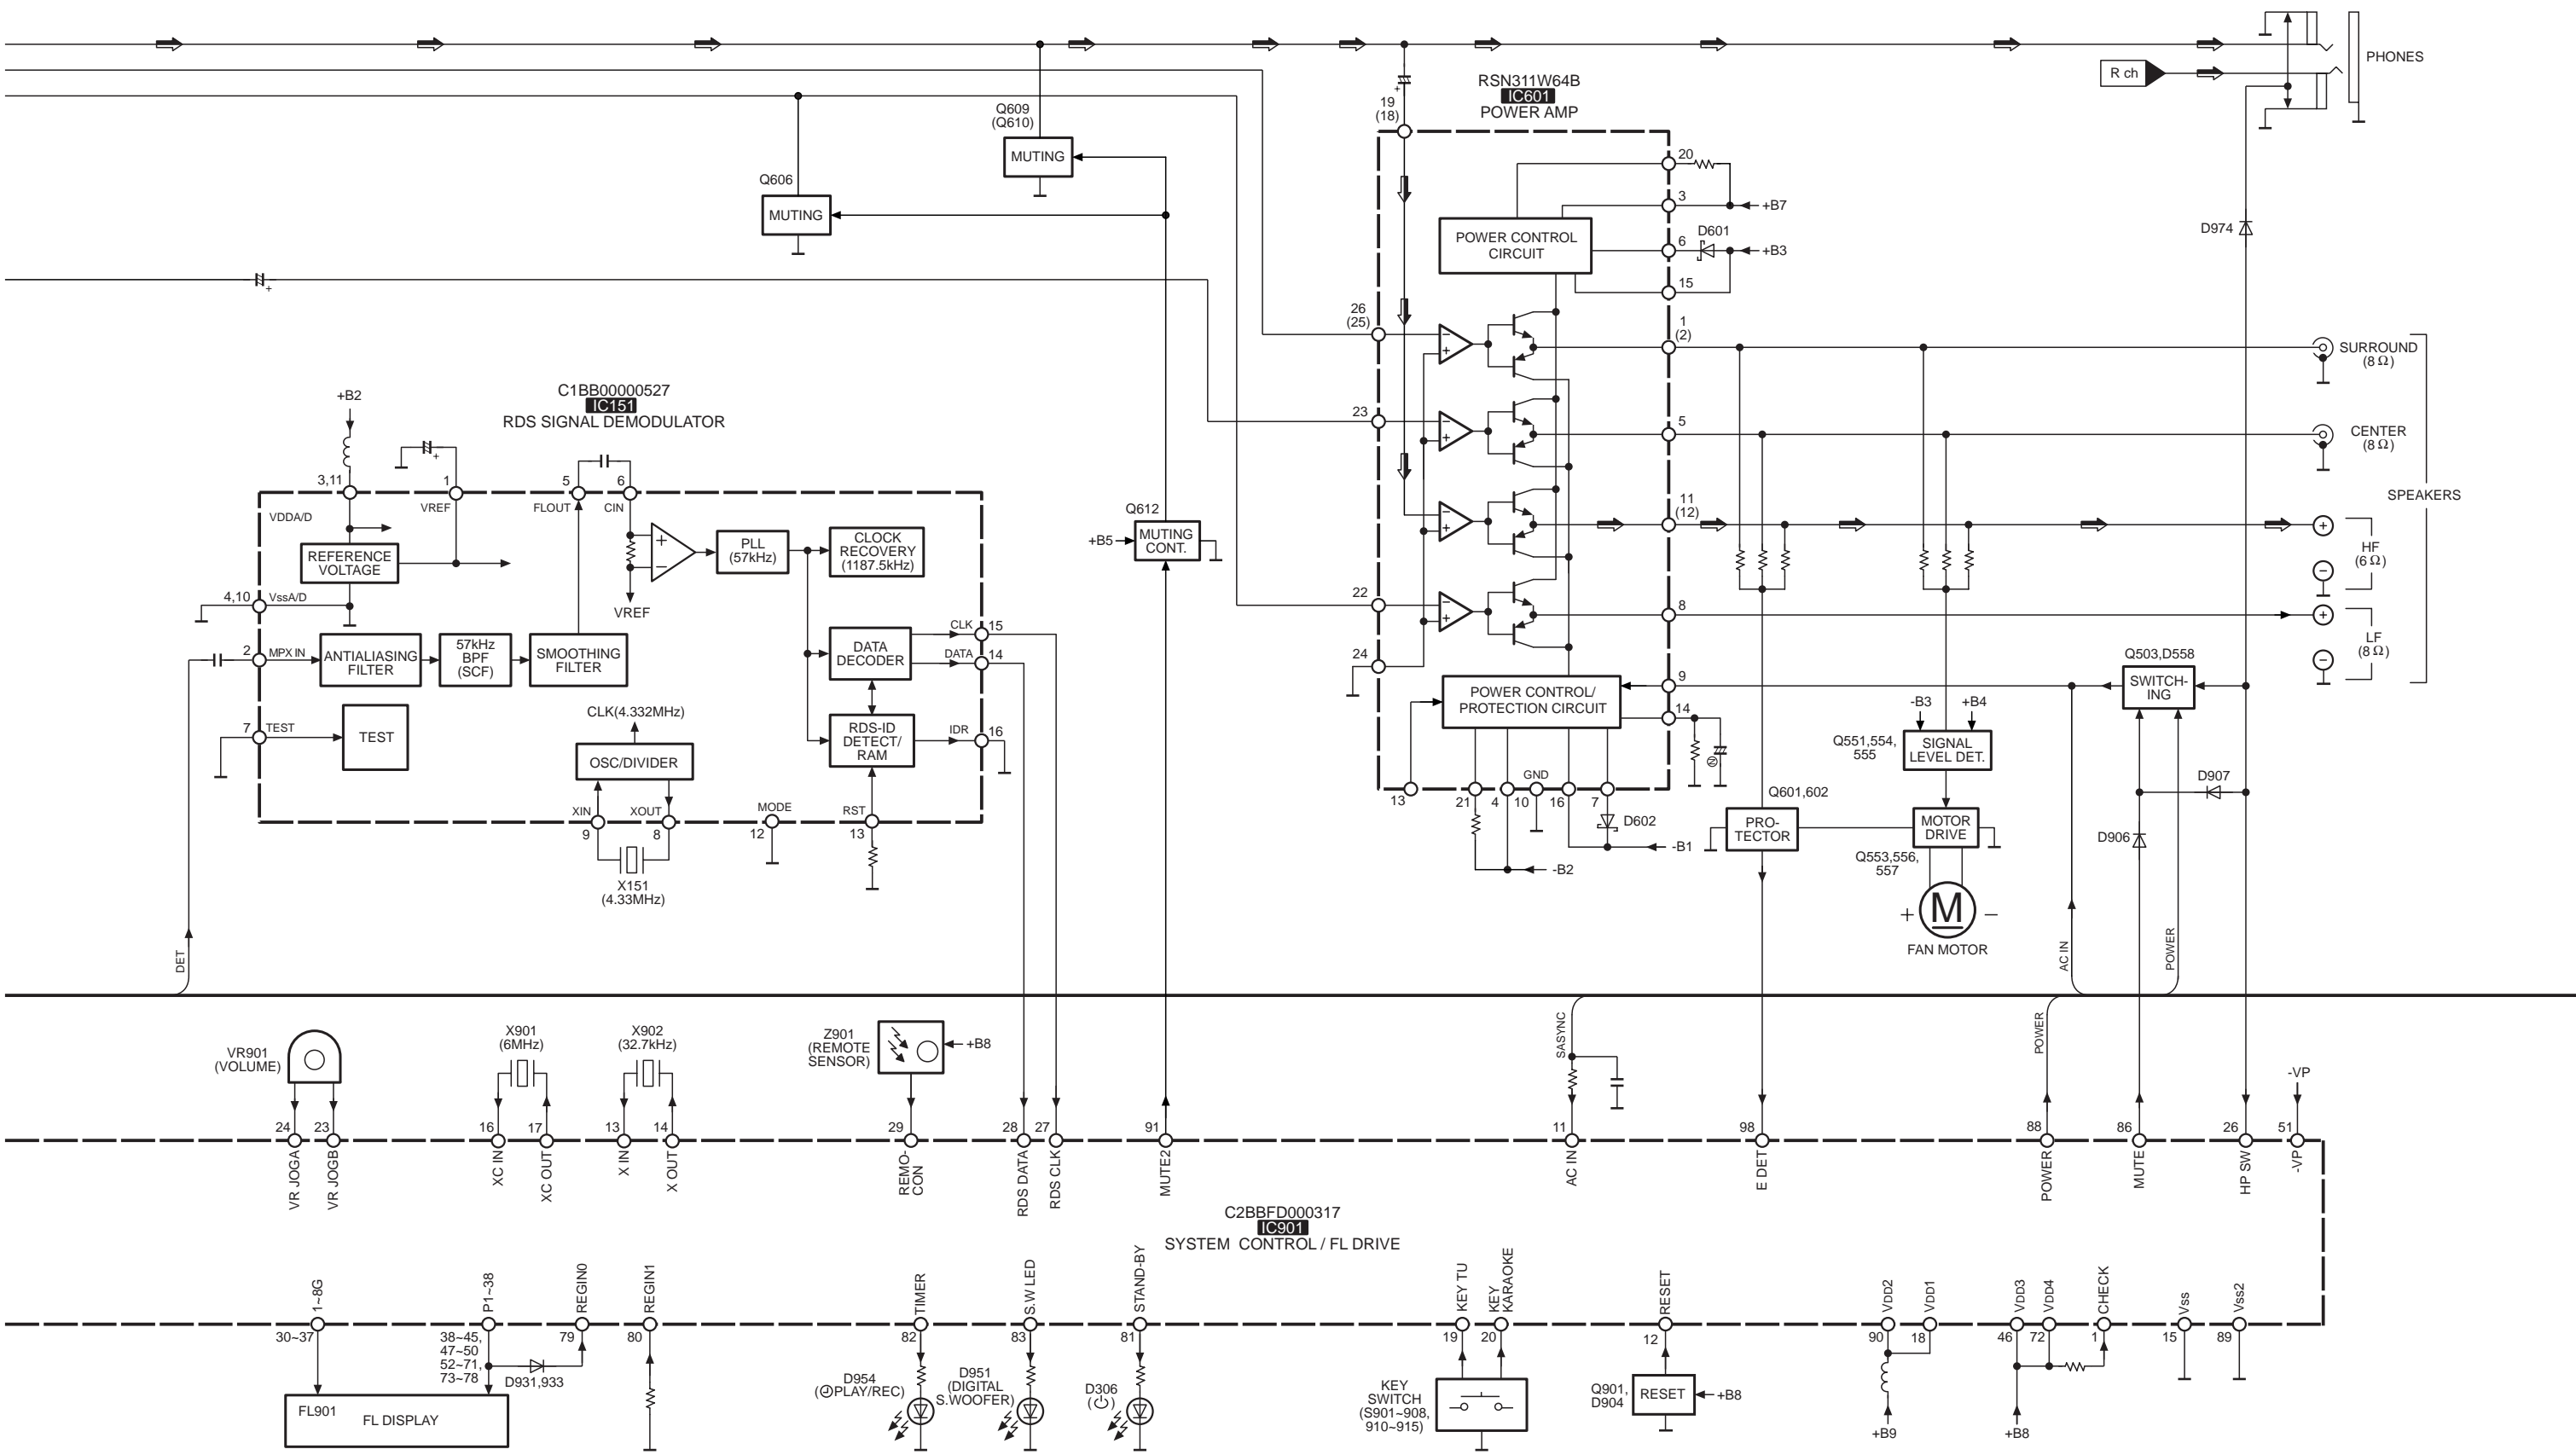 PHONES
R ch
RSN311W64B
IC601
POWER AMP
19
(18)
Q609
(Q610)
MUTING
Q606
MUTING
20
3
+B7
D601
6
+B3
15
POWER CONTROL
CIRCUIT
D974
26
(25)
1
(2)
SURROUND
(8Ω)
23
5
CENTER
(8Ω)
SPEAKERS
11
(12)
+
HF
(6Ω)
−
22
8
+
LF
(8Ω)
−
24
C1BB00000527
IC151
RDS SIGNAL DEMODULATOR
+B2
3,11
1
5
6
VDDA/D
VREF
FLOUT
CIN
REFERENCE
VOLTAGE
PLL
(57kHz)
CLOCK
RECOVERY
(1187.5kHz)
VREF
4,10
VssA/D
2
MPX IN
ANTIALIASING
FILTER
57kHz
BPF
(SCF)
SMOOTHING
FILTER
DATA
DECODER
CLK
15
DATA
14
7
TEST
TEST
CLK(4.332MHz)
OSC/DIVIDER
RDS-ID
DETECT/
RAM
IDR
16
XIN
XOUT
MODE
RST
9
8
12
13
X151
(4.33MHz)
DET
Q612
+B5
MUTING
CONT.
9
POWER CONTROL/
PROTECTION CIRCUIT
14
GND
13
21
4
10
16
7
D602
-B1
-B2
Q503,D558
SWITCH-
ING
-B3
+B4
Q551,554,
555
SIGNAL
LEVEL DET.
D907
Q601,602
PRO-
TECTOR
MOTOR
DRIVE
D906
Q553,556,
557
+
M
−
FAN MOTOR
AC IN
POWER
VR901
(VOLUME)
X901
(6MHz)
X902
(32.7kHz)
Z901
(REMOTE
SENSOR)
+B8
SASYNC
POWER
-VP
24
23
16
17
13
14
29
28
27
91
11
98
88
86
26
51
VR JOGA
VR JOGB
XC IN
XC OUT
X IN
X OUT
REMO-
CON
RDS DATA
RDS CLK
MUTE2
AC IN
E DET
POWER
MUTE
HP SW
-VP
C2BBFD000317
IC901
SYSTEM CONTROL / FL DRIVE
1~8G
P1~38
REGIN0
REGIN1
TIMER
S.W LED
STAND-BY
KEY TU
KEY
KARAOKE
RESET
VDD2
VDD1
VDD3
VDD4
CHECK
Vss
Vss2
30~37
38~45,
47~50
52~71,
73~78
79
80
82
83
81
19
20
12
90
18
46
72
1
15
89
D931,933
FL901
FL DISPLAY
D954
(PLAY/REC)
D951
(DIGITAL
S.WOOFER)
D306
KEY
SWITCH
(S901~908,
910~915)
Q901,
D904
RESET
+B8
+B9
+B8